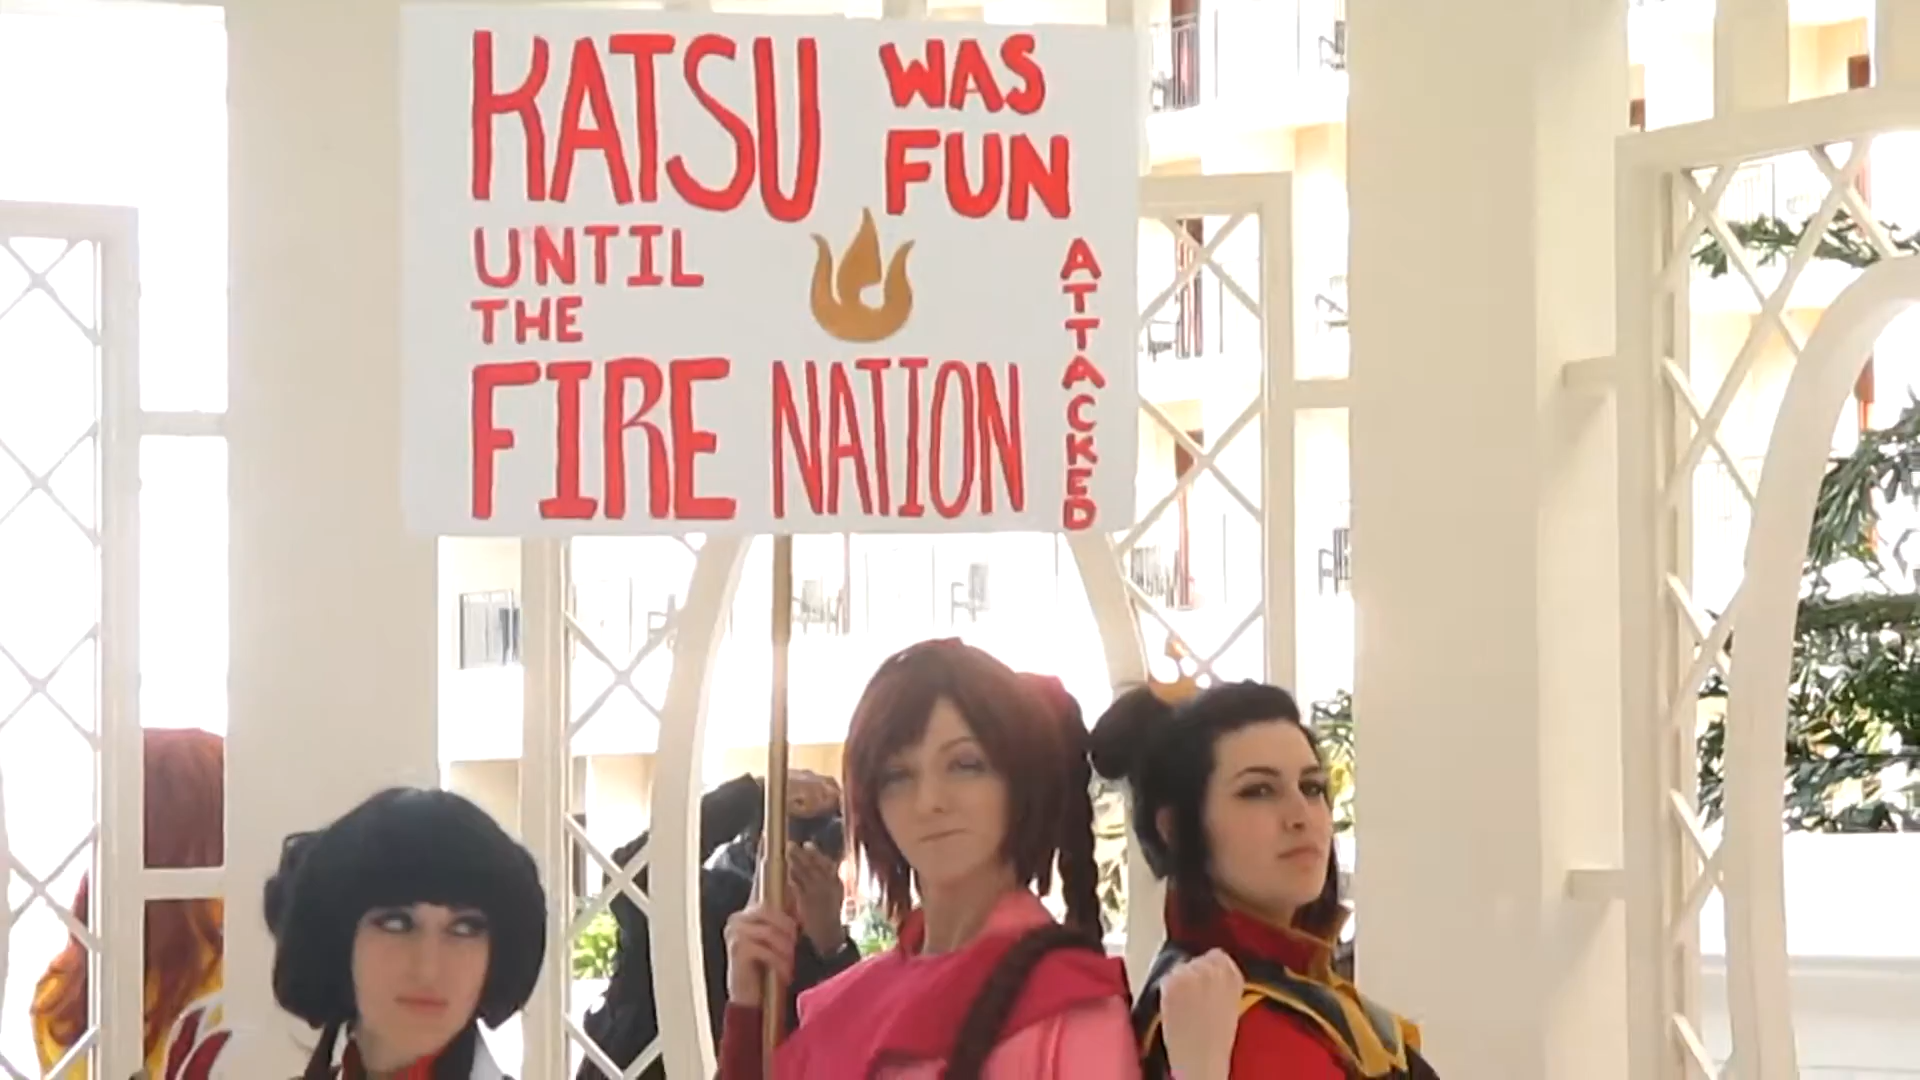 KATSU WAS
FUN
UNTIL
THE
FIRE NATION
ATTACKED